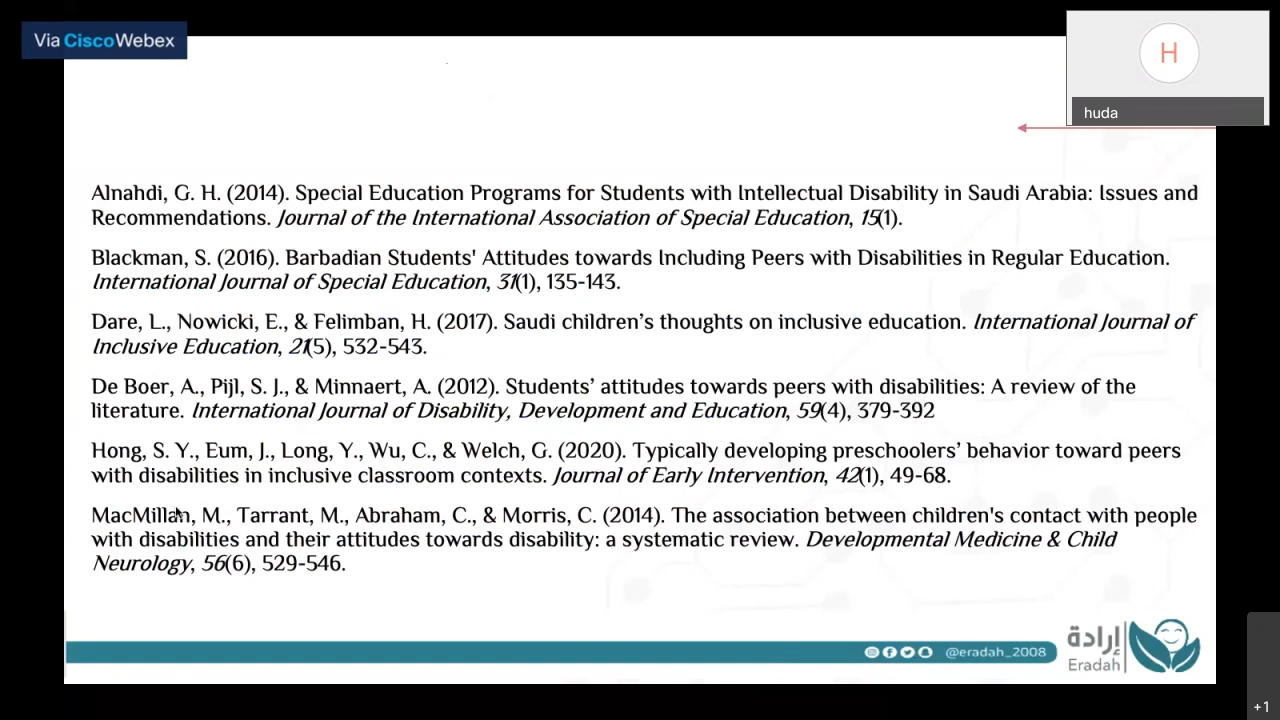 Via Cisco Webex
H
huda
Alnahdi, G. H. (2014). Special Education Programs for Students with Intellectual Disability in Saudi Arabia: Issues and
Recommendations. Journal of the International Association of Special Education, 15(1).
Blackman, S. (2016). Barbadian Students' Attitudes towards Including Peers with Disabilities in Regular Education.
International Journal of Special Education, 31(1), 135-143.
Dare, L., Nowicki, E., & Felimban, H. (2017). Saudi children’s thoughts on inclusive education. International Journal of
Inclusive Education, 21(5), 532-543.
De Boer, A., Pijl, S. J., & Minnaert, A. (2012). Students’ attitudes towards peers with disabilities: A review of the
literature. International Journal of Disability, Development and Education, 59(4), 379-392
Hong, S. Y., Eum, J., Long, Y., Wu, C., & Welch, G. (2020). Typically developing preschoolers’ behavior toward peers
with disabilities in inclusive classroom contexts. Journal of Early Intervention, 42(1), 49-68.
MacMillan, M., Tarrant, M., Abraham, C., & Morris, C. (2014). The association between children's contact with people
with disabilities and their attitudes towards disability: a systematic review. Developmental Medicine & Child
Neurology, 56(6), 529-546.
@eradah_2008
إرادة
Eradah
+1